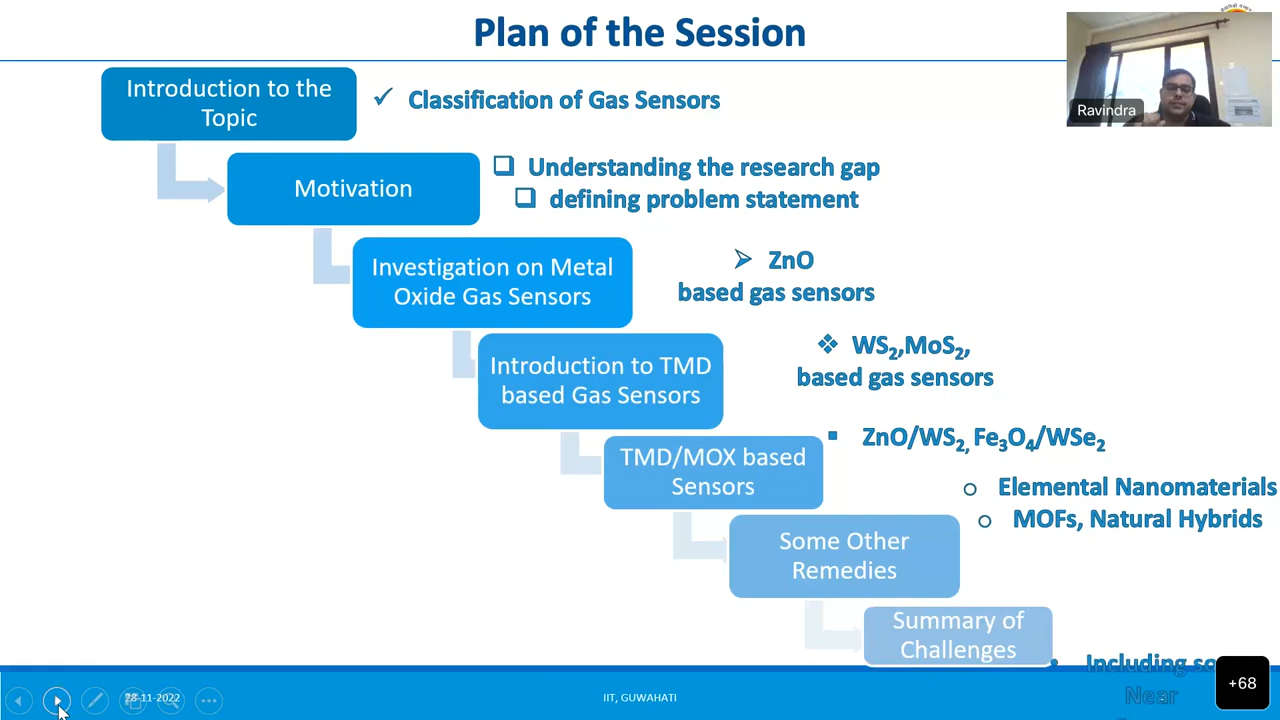 Plan of the Session
Ravindra
Introduction to the
Topic
✓ Classification of Gas Sensors
Motivation
❑ Understanding the research gap
❑ defining problem statement
Investigation on Metal
Oxide Gas Sensors
➢ ZnO
based gas sensors
Introduction to TMD
based Gas Sensors
❖ WS₂,MoS₂,
based gas sensors
TMD/MOX based
Sensors
▪ ZnO/WS₂, Fe₃O₄/WSe₂
o Elemental Nanomaterials
o MOFs, Natural Hybrids
Some Other
Remedies
Summary of
Challenges
• Including
Near
28-11-2022
IIT, GUWAHATI
+68